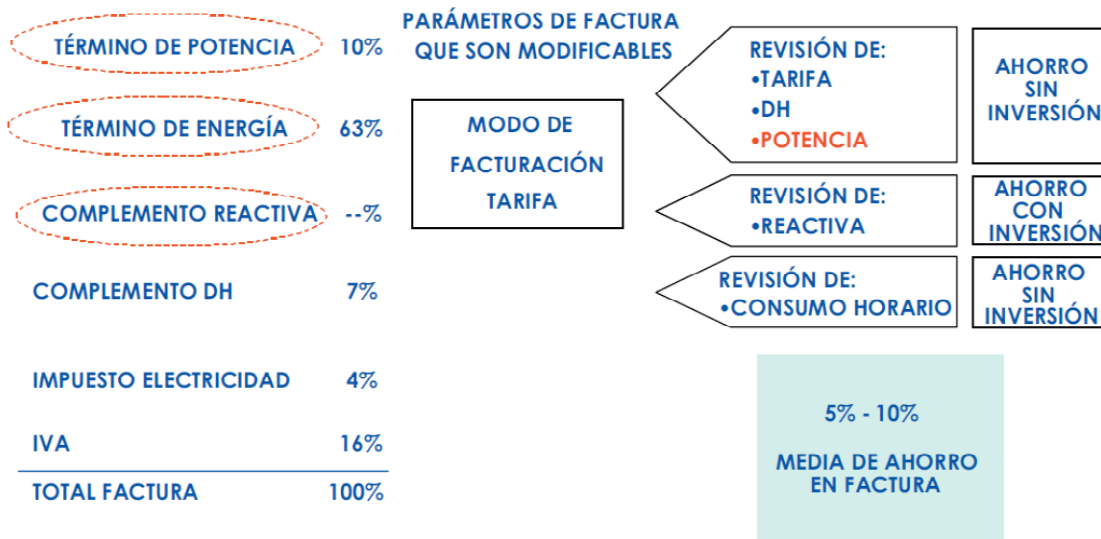 TÉRMINO DE POTENCIA 10%
TÉRMINO DE ENERGÍA 63%
COMPLEMENTO REACTIVA --%
COMPLEMENTO DH 7%
IMPUESTO ELECTRICIDAD 4%
IVA 16%
TOTAL FACTURA 100%
PARÁMETROS DE FACTURA
QUE SON MODIFICABLES
MODO DE
FACTURACIÓN
TARIFA
REVISIÓN DE:
•TARIFA
•DH
•POTENCIA
AHORRO
SIN
INVERSIÓN
REVISIÓN DE:
•REACTIVA
AHORRO
CON
INVERSIÓN
REVISIÓN DE:
•CONSUMO HORARIO
AHORRO
SIN
INVERSIÓN
5% - 10%
MEDIA DE AHORRO
EN FACTURA